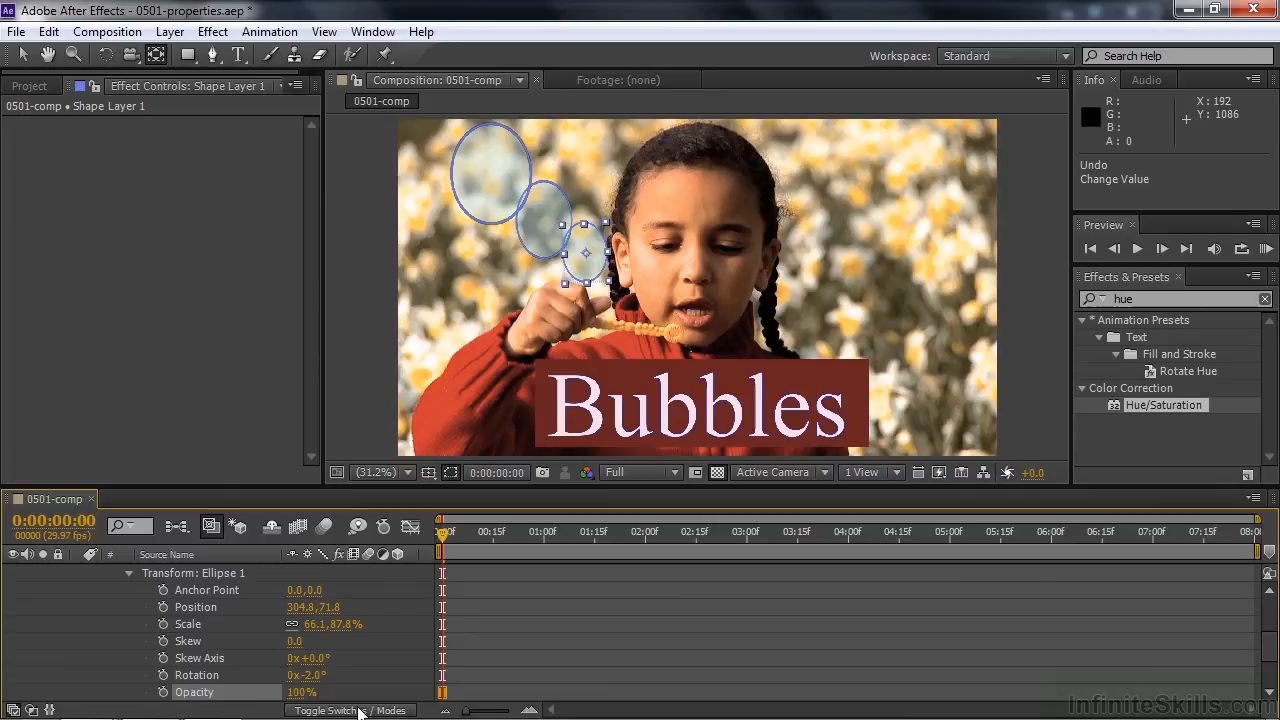 Adobe After Effects - 0501-properties.aep *
File Edit Composition Layer Effect Animation View Window Help
Workspace: Standard Search Help
Project Effect Controls: Shape Layer 1
0501-comp • Shape Layer 1
Composition: 0501-comp Footage: (none)
0501-comp
Info Audio
R: X: 192
G: Y: 1086
B:
A: 0
Undo
Change Value
Preview
Effects & Presets
hue
* Animation Presets
Text
Fill and Stroke
Rotate Hue
Color Correction
Hue/Saturation
Bubbles
(31.2%) 0:00:00:00 Full Active Camera 1 View +0.0
0501-comp
0:00:00:00
00000 (29.97 fps)
:00f 00:15f 01:00f 01:15f 02:00f 02:15f 03:00f 03:15f 04:00f 04:15f 05:00f 05:15f 06:00f 06:15f 07:00f 07:15f 08:00f
# Source Name
Transform: Ellipse 1
Anchor Point 0.0,0.0
Position 304.8,71.8
Scale 66.1,87.8%
Skew 0.0
Skew Axis 0x+0.0°
Rotation 0x-2.0°
Opacity 100%
Toggle Switches / Modes
InfiniteSkills.com